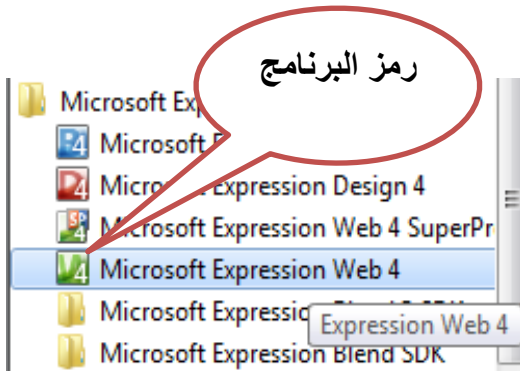 رمز البرنامج
Microsoft Exp
Microsoft
Microsoft Expression Design 4
Microsoft Expression Web 4 SuperPr
Microsoft Expression Web 4
Microsoft Expressio
Expression Web 4
Microsoft Expression Blend SDK